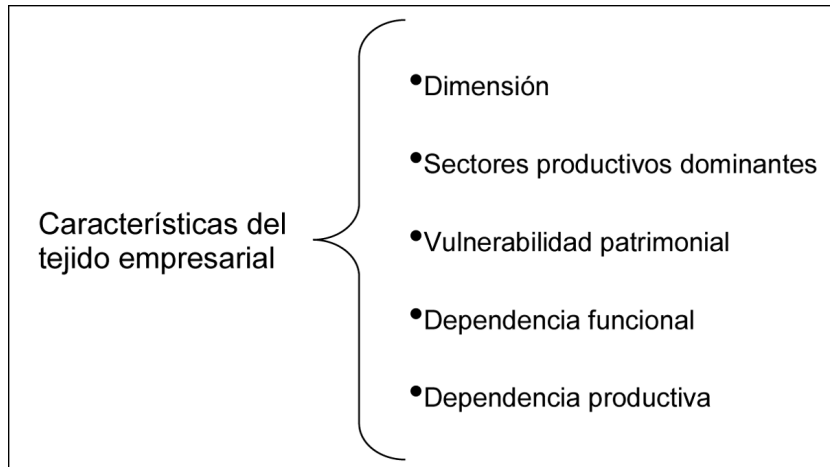 Características del
tejido empresarial
•Dimensión
•Sectores productivos dominantes
•Vulnerabilidad patrimonial
•Dependencia funcional
•Dependencia productiva